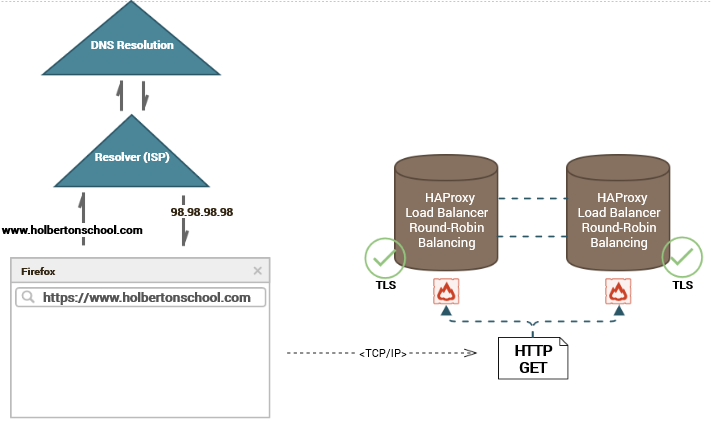 DNS Resolution
Resolver (ISP)
98.98.98.98
www.holbertonschool.com
Firefox
https://www.holbertonschool.com
HAProxy
Load Balancer
Round-Robin
Balancing
TLS
HAProxy
Load Balancer
Round-Robin
Balancing
TLS
<TCP/IP>
HTTP
GET